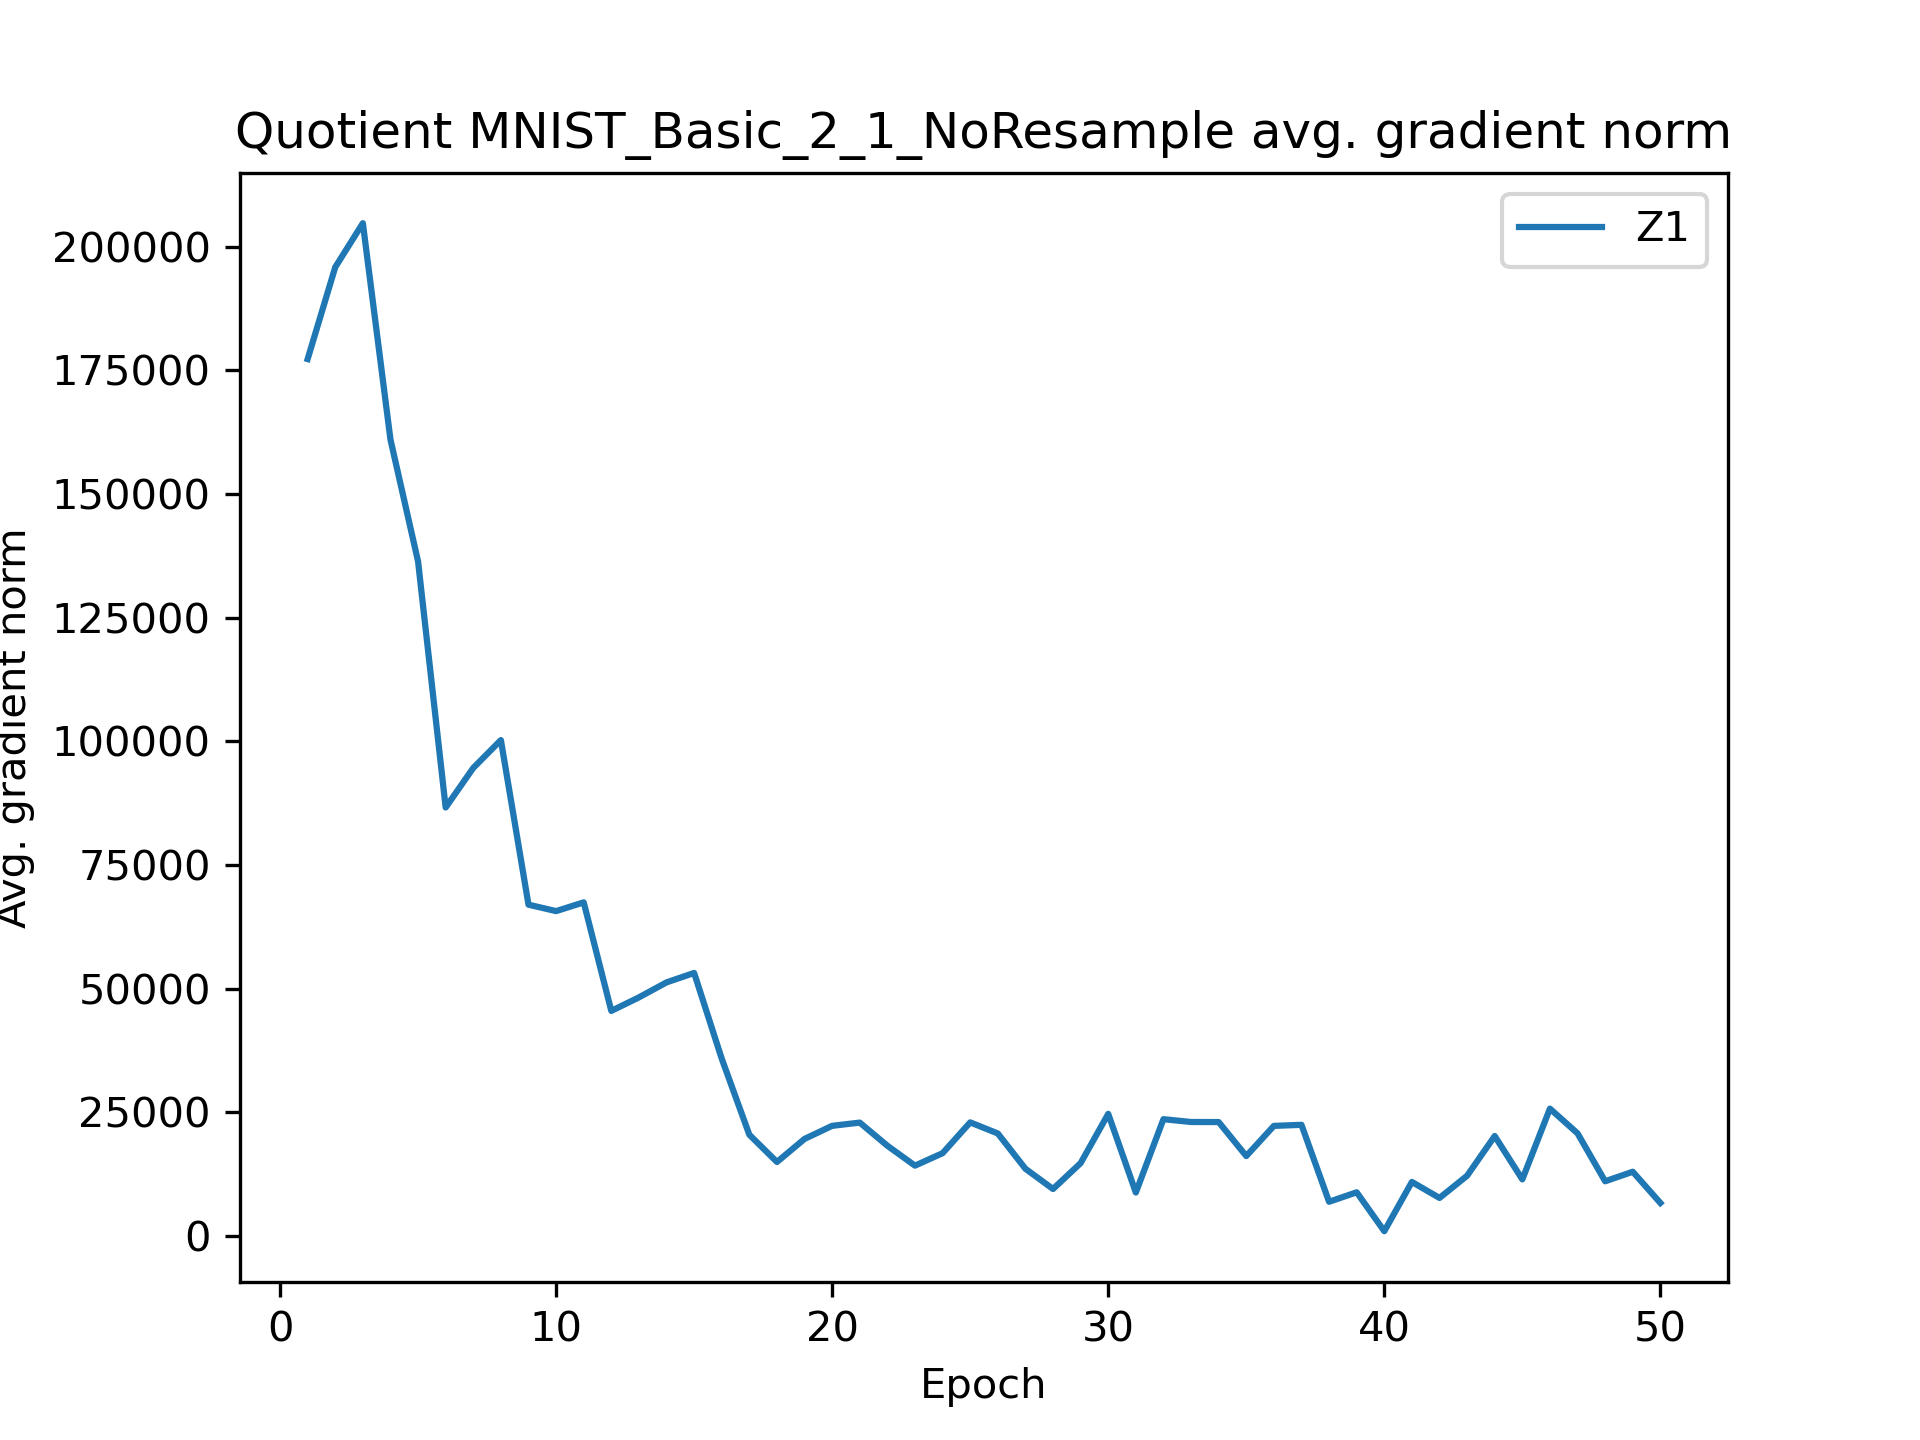 Quotient MNIST_Basic_2_1_NoResample avg. gradient norm
Z1
200000
175000
150000
125000
100000
75000
50000
25000
0
Avg. gradient norm
0 10 20 30 40 50
Epoch